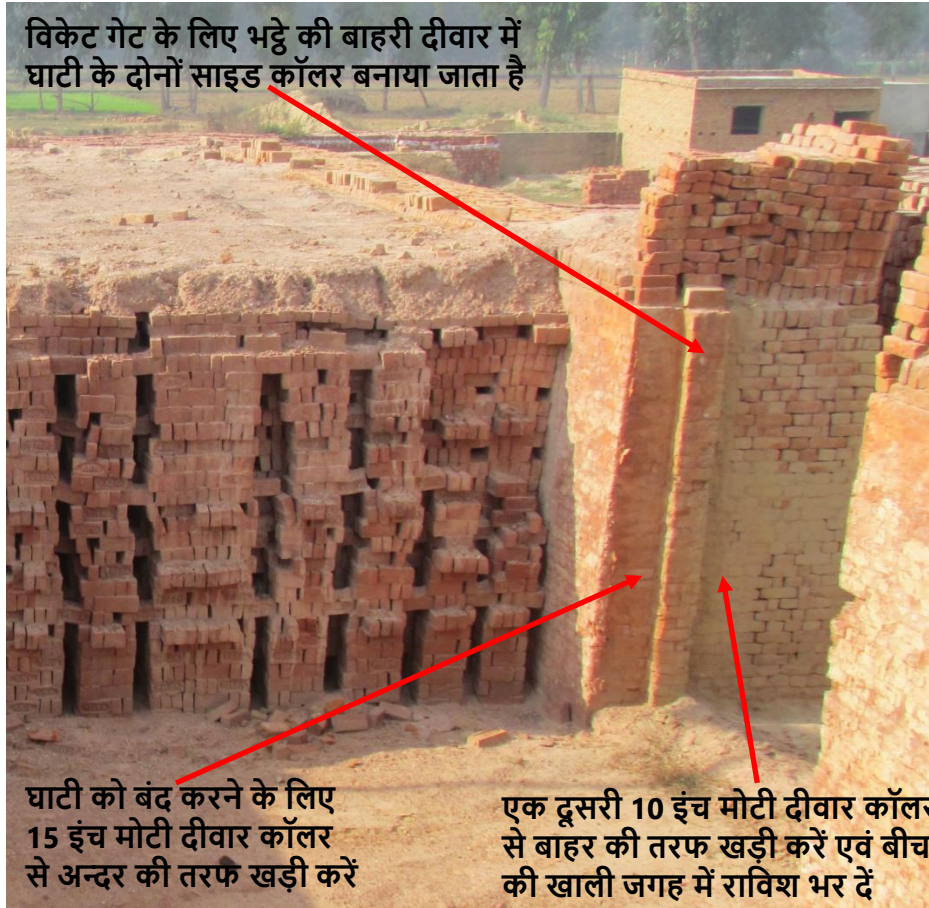 विकेट गेट के लिए भट्ठे की बाहरी दीवार में
घाटी के दोनों साइड कॉलर बनाया जाता है
घाटी को बंद करने के लिए
15 इंच मोटी दीवार कॉलर
से अन्दर की तरफ खड़ी करें
एक दूसरी 10 इंच मोटी दीवार कॉलर
से बाहर की तरफ खड़ी करें एवं बीच
की खाली जगह में राविश भर दें